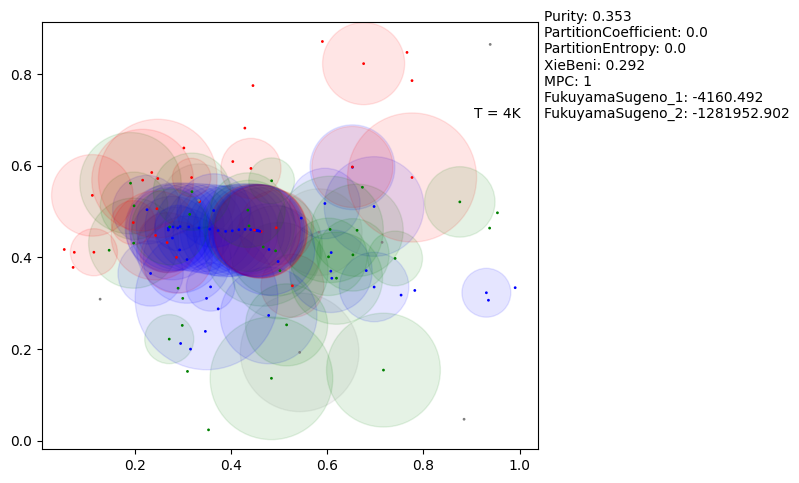 Purity: 0.353
PartitionCoefficient: 0.0
PartitionEntropy: 0.0
XieBeni: 0.292
MPC: 1
FukuyamaSugeno_1: -4160.492
FukuyamaSugeno_2: -1281952.902
T = 4K
0.8
0.6
0.4
0.2
0.0
0.2 0.4 0.6 0.8 1.0